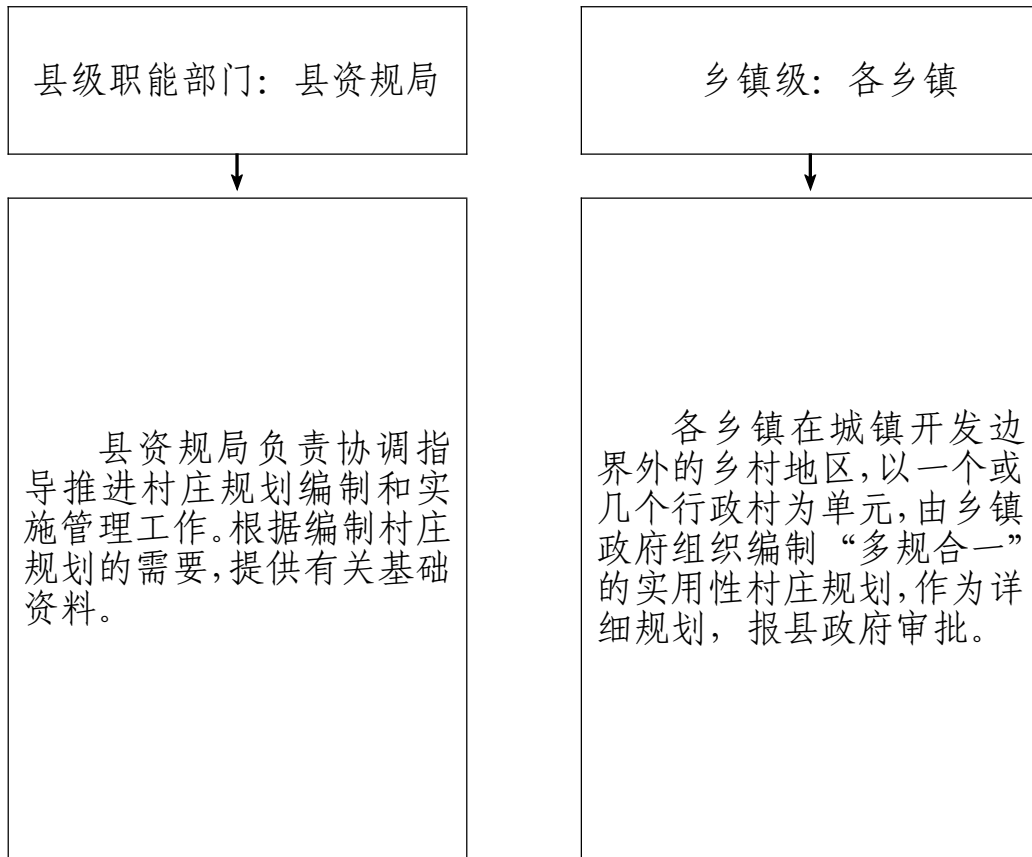 县级职能部门：县资规局
县资规局负责协调指
导推进村庄规划编制和实
施管理工作。根据编制村庄
规划的需要，提供有关基础
资料。
乡镇级：各乡镇
各乡镇在城镇开发边
界外的乡村地区，以一个或
几个行政村为单元，由乡镇
政府组织编制“多规合一”
的实用性村庄规划，作为详
细规划，报县政府审批。